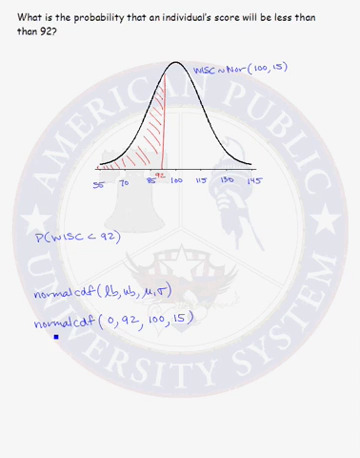 What is the probability that an individual's score will be less than
than 92?
WISC ~ Nor (100, 15)
92
55 70 85 100 115 130 145
P(WISC < 92)
normalcdf (lb, ub, μ, σ)
normalcdf ( 0, 92, 100, 15 )
AMERICAN PUBLIC
UNIVERSITY SYSTEM